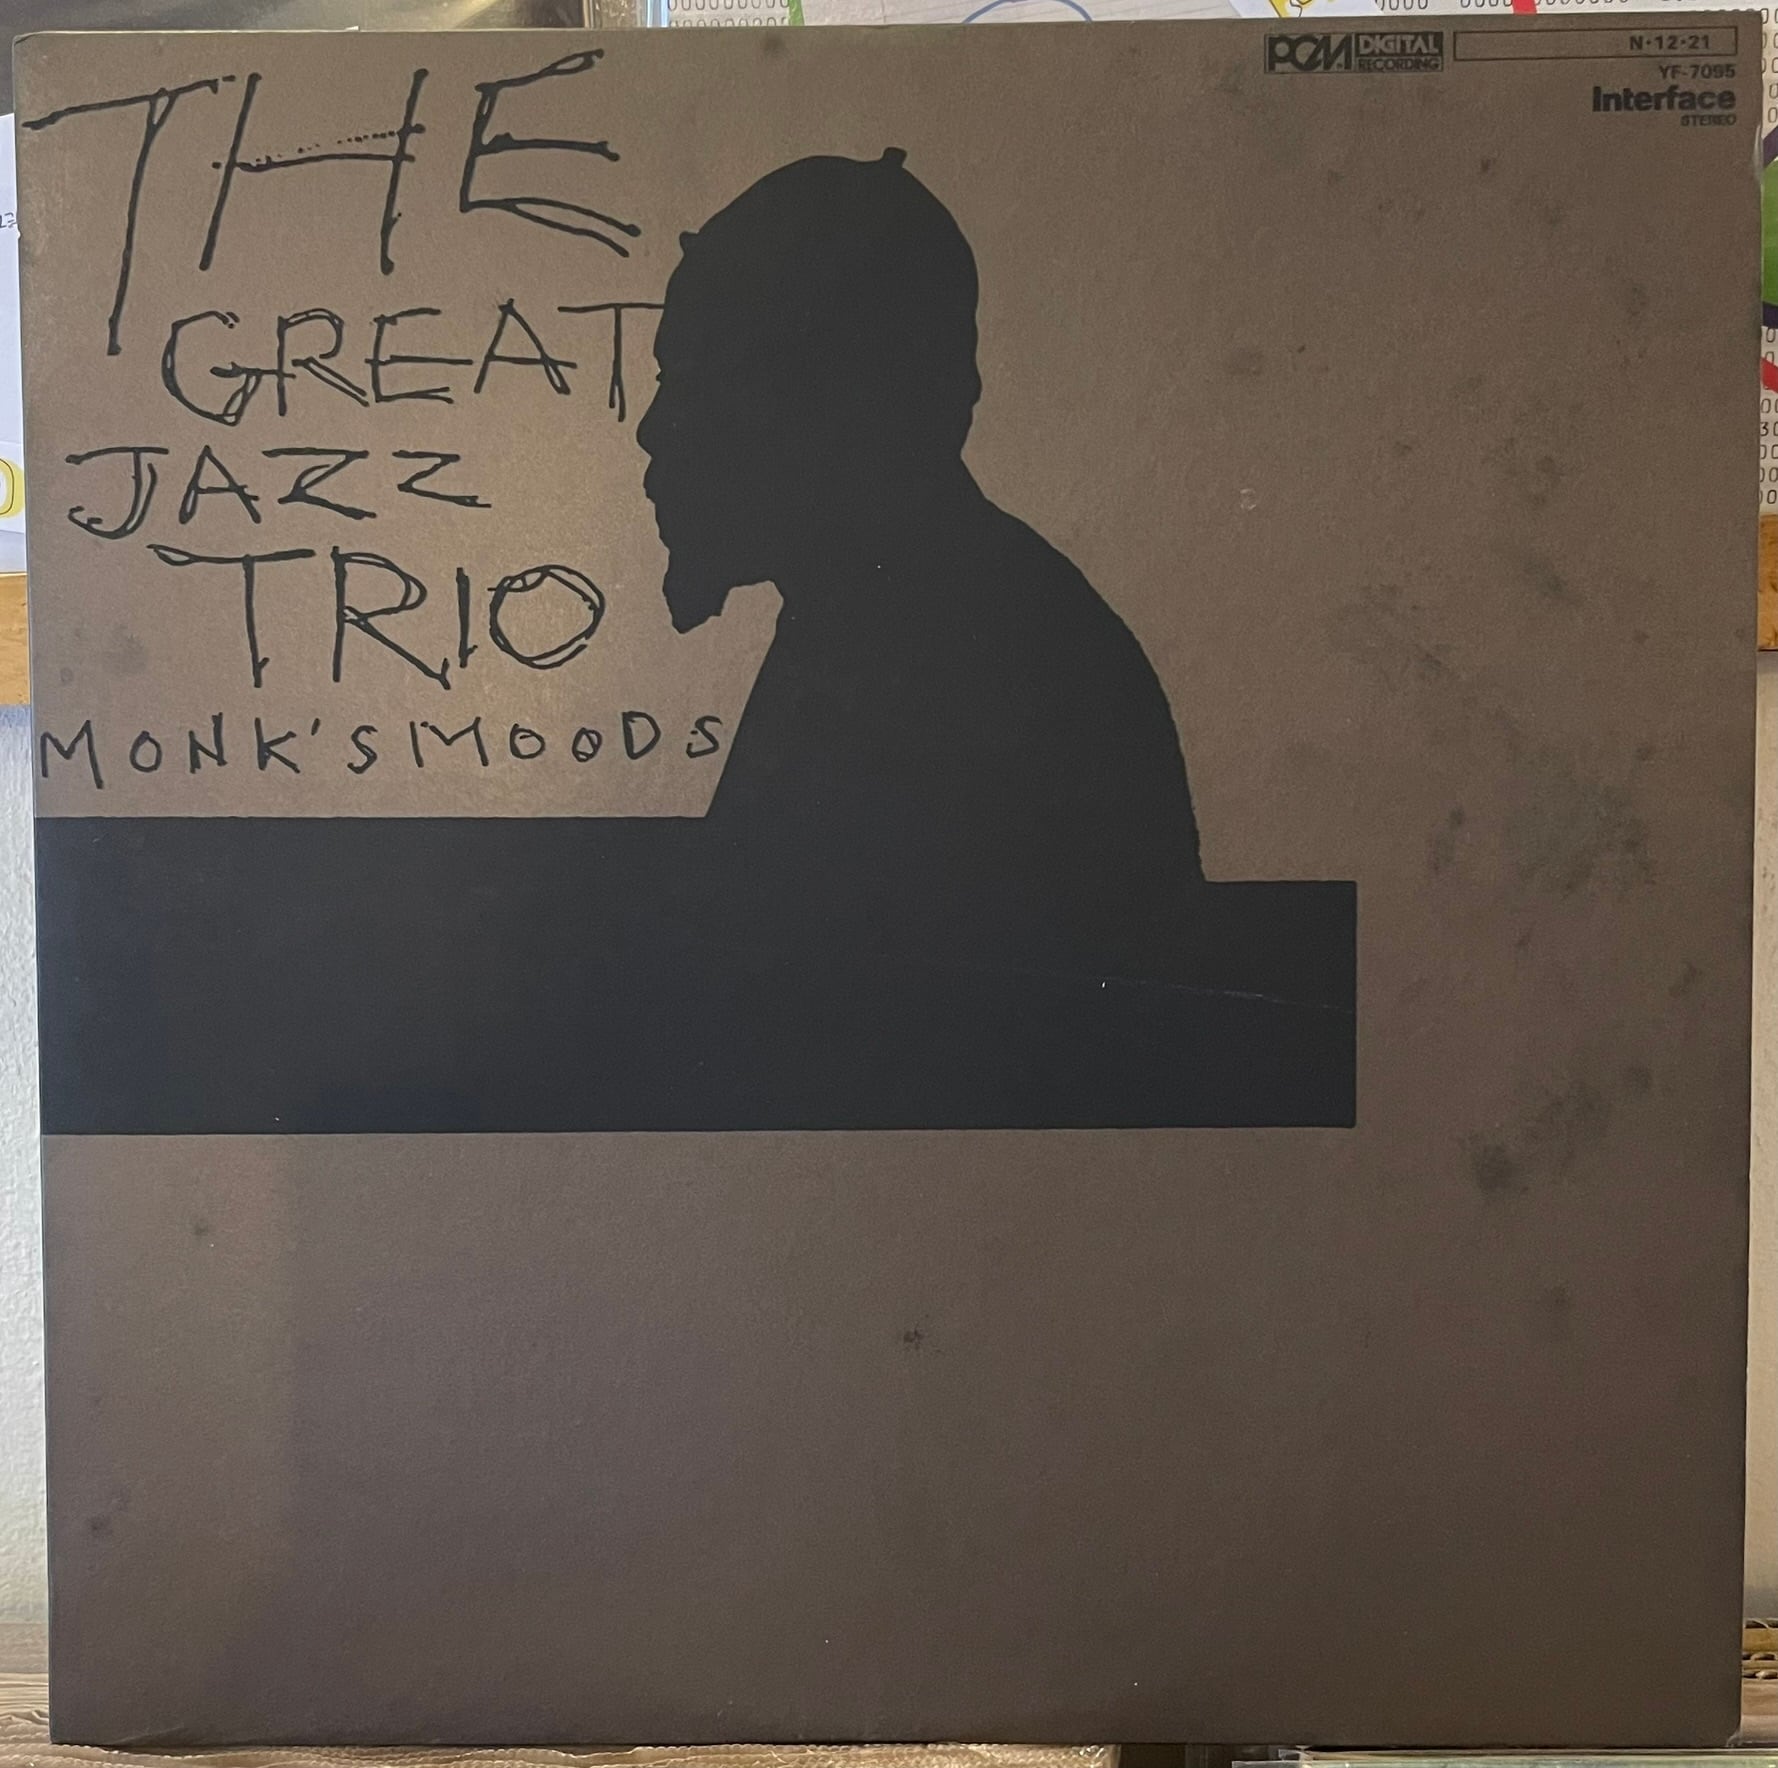 THE
GREAT
JAZZ
TRIO
MONK'S MOODS
PCM DIGITAL
RECORDING
N·12·21
YF-7095
Interface
STEREO